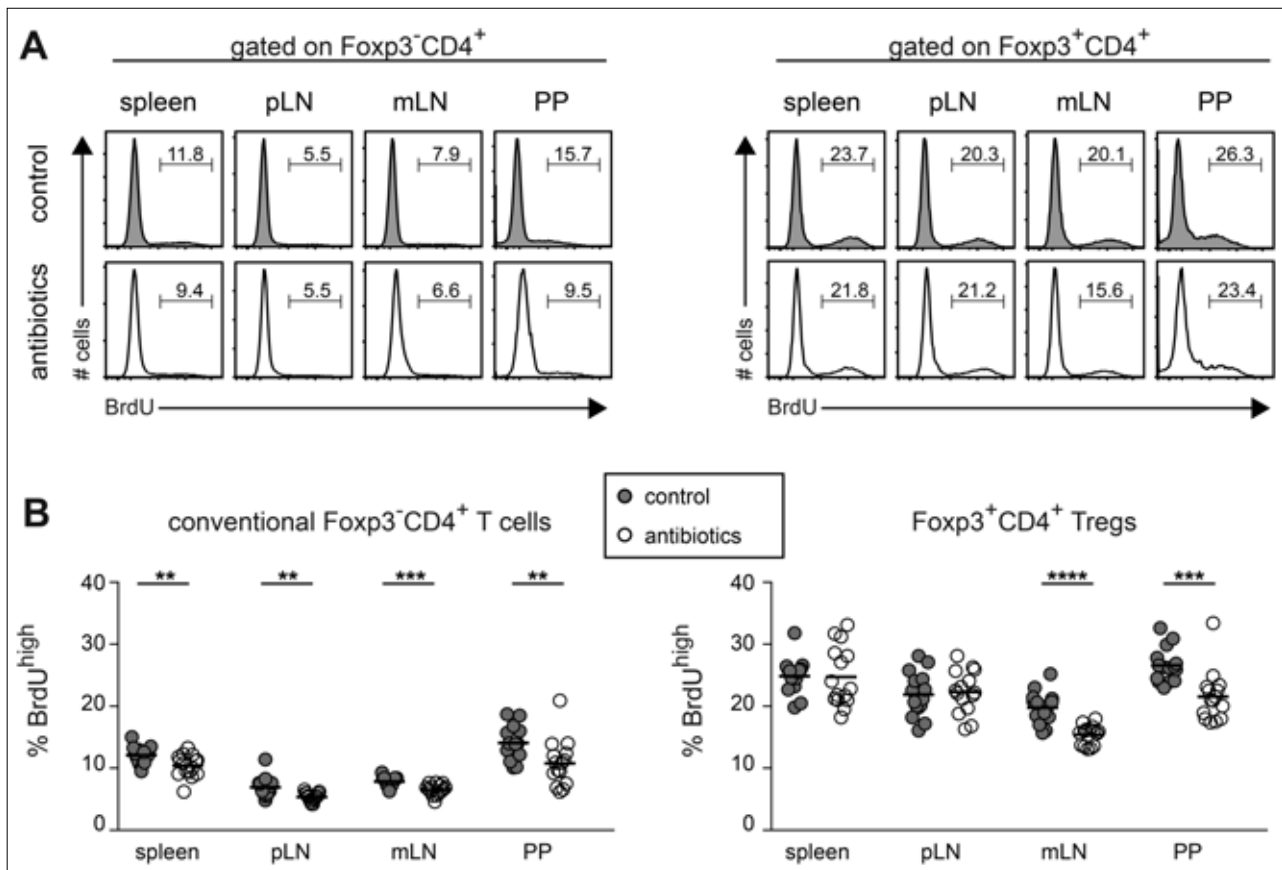 A
gated on Foxp3⁻CD4⁺
gated on Foxp3⁺CD4⁺
spleen pLN mLN PP
spleen pLN mLN PP
control
11.8 5.5 7.9 15.7
23.7 20.3 20.1 26.3
antibiotics
# cells
9.4 5.5 6.6 9.5
# cells
21.8 21.2 15.6 23.4
BrdU
BrdU
B
control
antibiotics
conventional Foxp3⁻CD4⁺ T cells
Foxp3⁺CD4⁺ Tregs
** ** *** **
**** ***
% BrdU^high
40
30
20
10
0
% BrdU^high
40
30
20
10
0
spleen pLN mLN PP
spleen pLN mLN PP